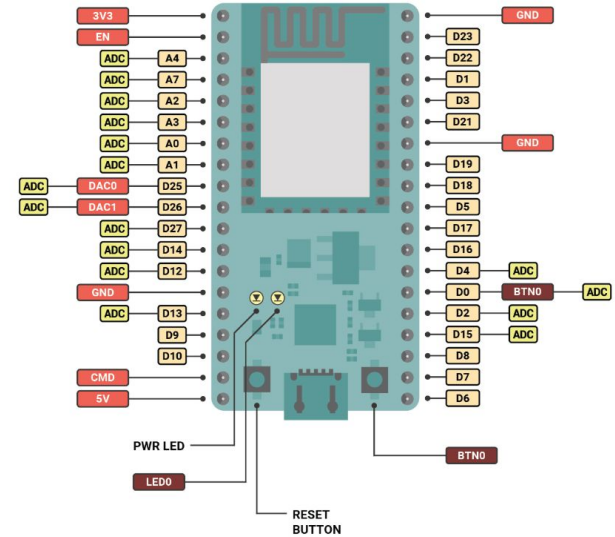 3V3 GND
EN D23
ADC A4 D22
ADC A7 D1
ADC A2 D3
ADC A3 D21
ADC A0 GND
ADC A1 D19
ADC DAC0 D25 D18
ADC DAC1 D26 D5
ADC D27 D17
ADC D14 D16
ADC D12 D4 ADC
GND D0 BTN0 ADC
ADC D13 D2 ADC
D9 D15 ADC
D10 D8
CMD D7
5V D6
PWR LED
BTN0
LED0
RESET
BUTTON